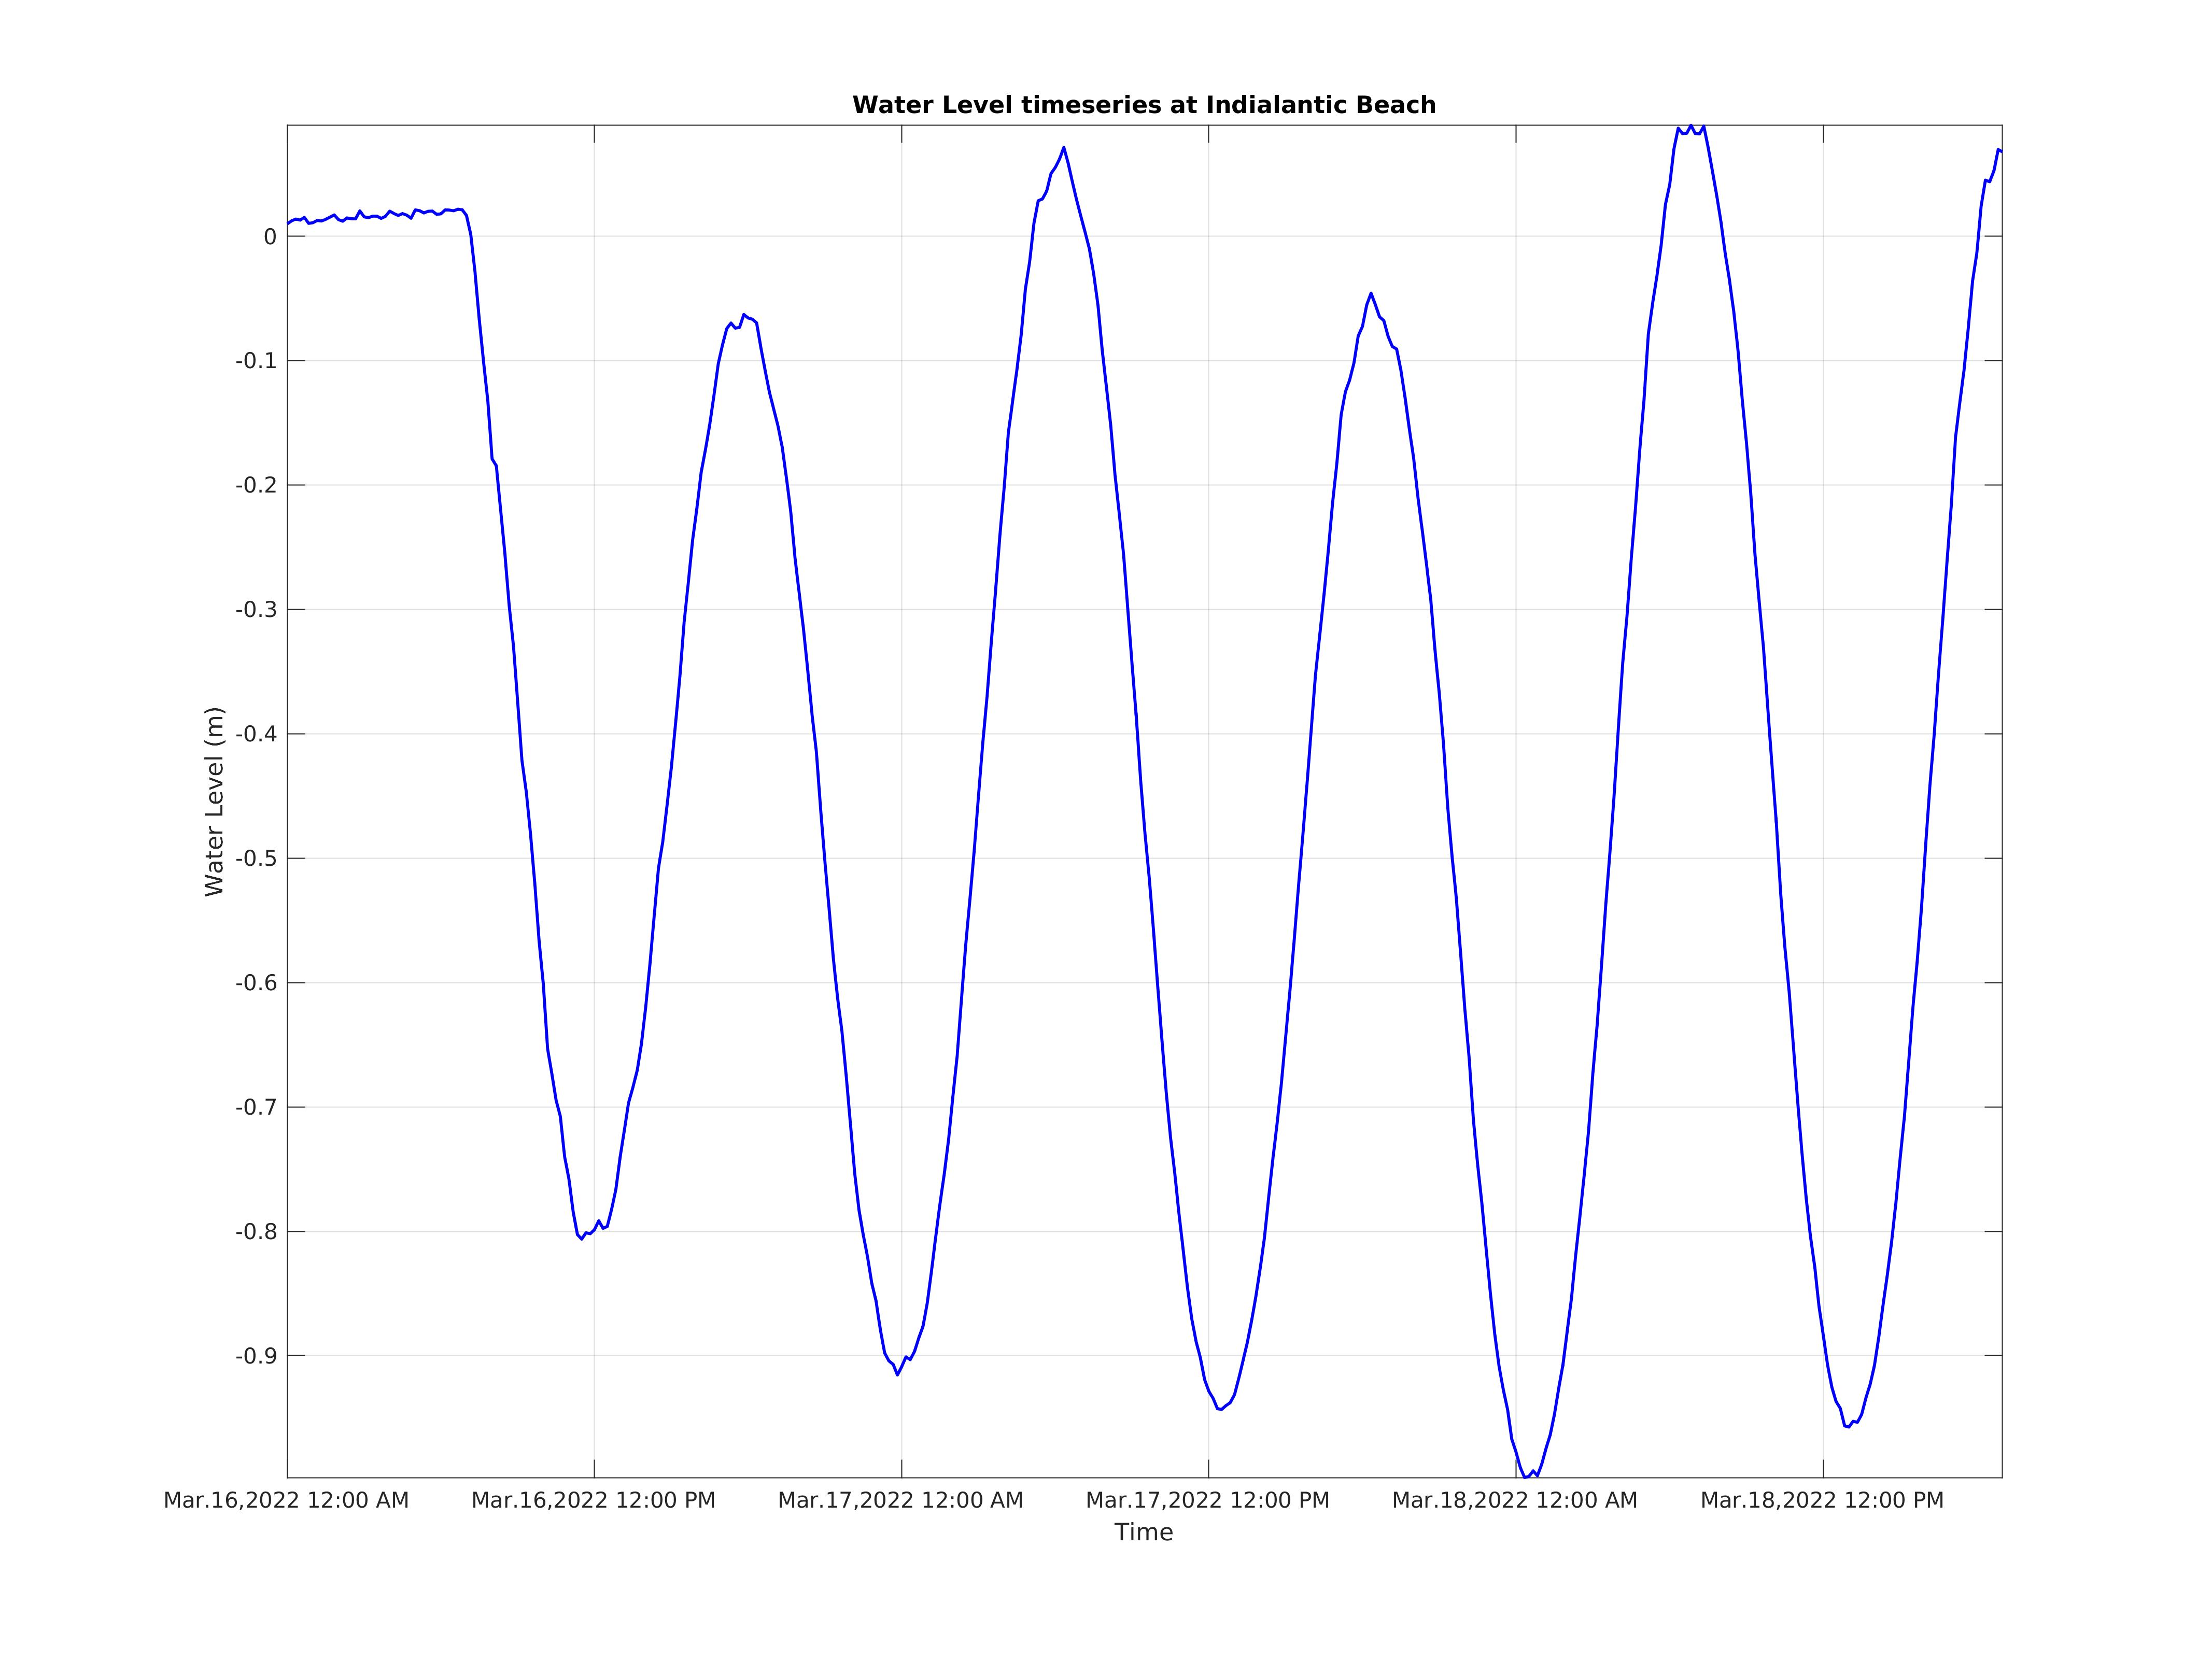 Water Level timeseries at Indialantic Beach
0
-0.1
-0.2
-0.3
-0.4
-0.5
-0.6
-0.7
-0.8
-0.9
Water Level (m)
Mar.16,2022 12:00 AM
Mar.16,2022 12:00 PM
Mar.17,2022 12:00 AM
Mar.17,2022 12:00 PM
Mar.18,2022 12:00 AM
Mar.18,2022 12:00 PM
Time